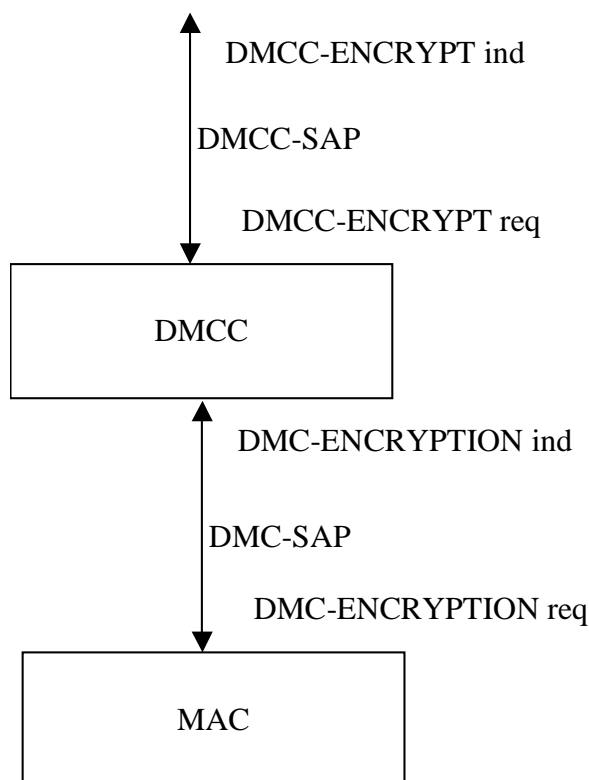 DMCC-ENCRYPT ind
DMCC-SAP
DMCC-ENCRYPT req
DMCC
DMC-ENCRYPTION ind
DMC-SAP
DMC-ENCRYPTION req
MAC